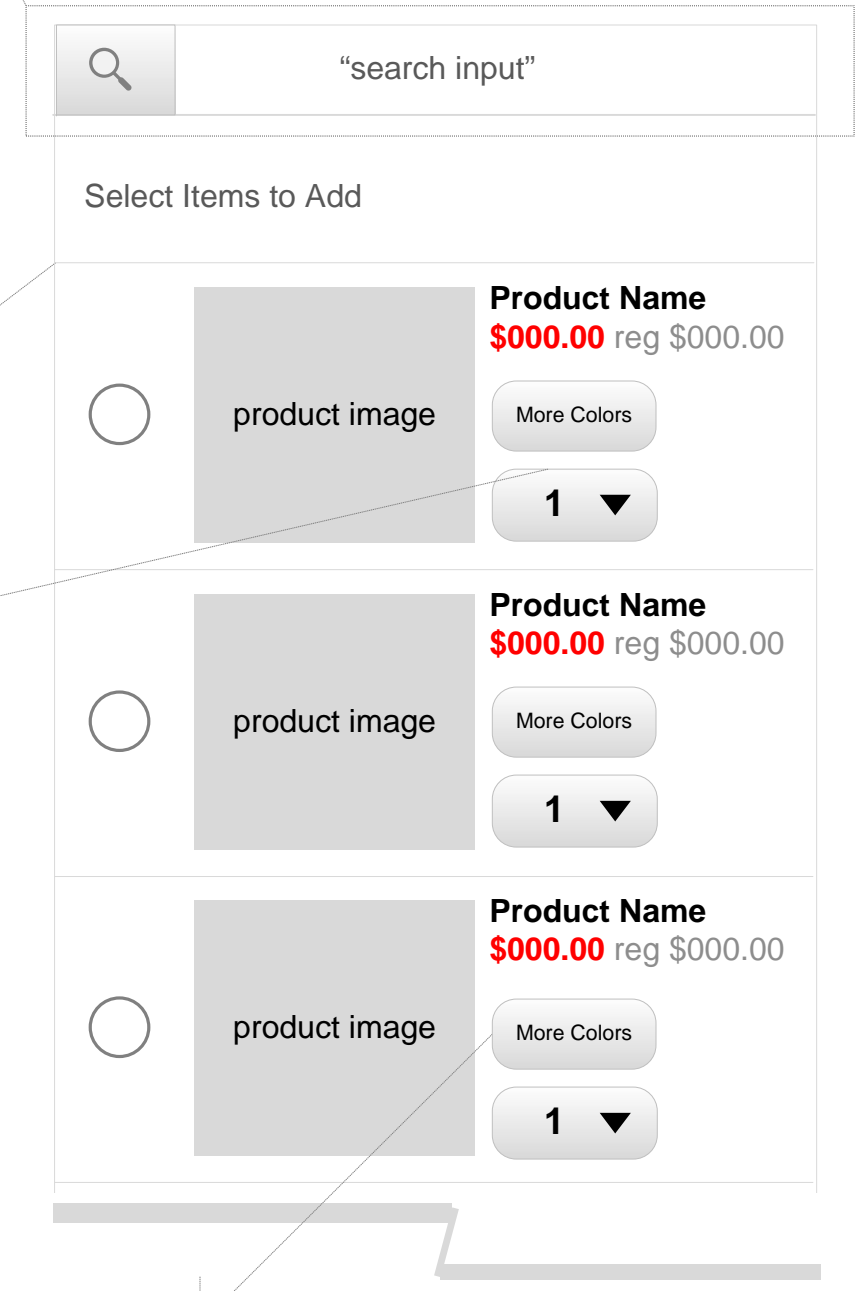 “search input”
Select Items to Add
Product Name
$000.00 reg $000.00
product image
More Colors
1
Product Name
$000.00 reg $000.00
product image
More Colors
1
Product Name
$000.00 reg $000.00
product image
More Colors
1